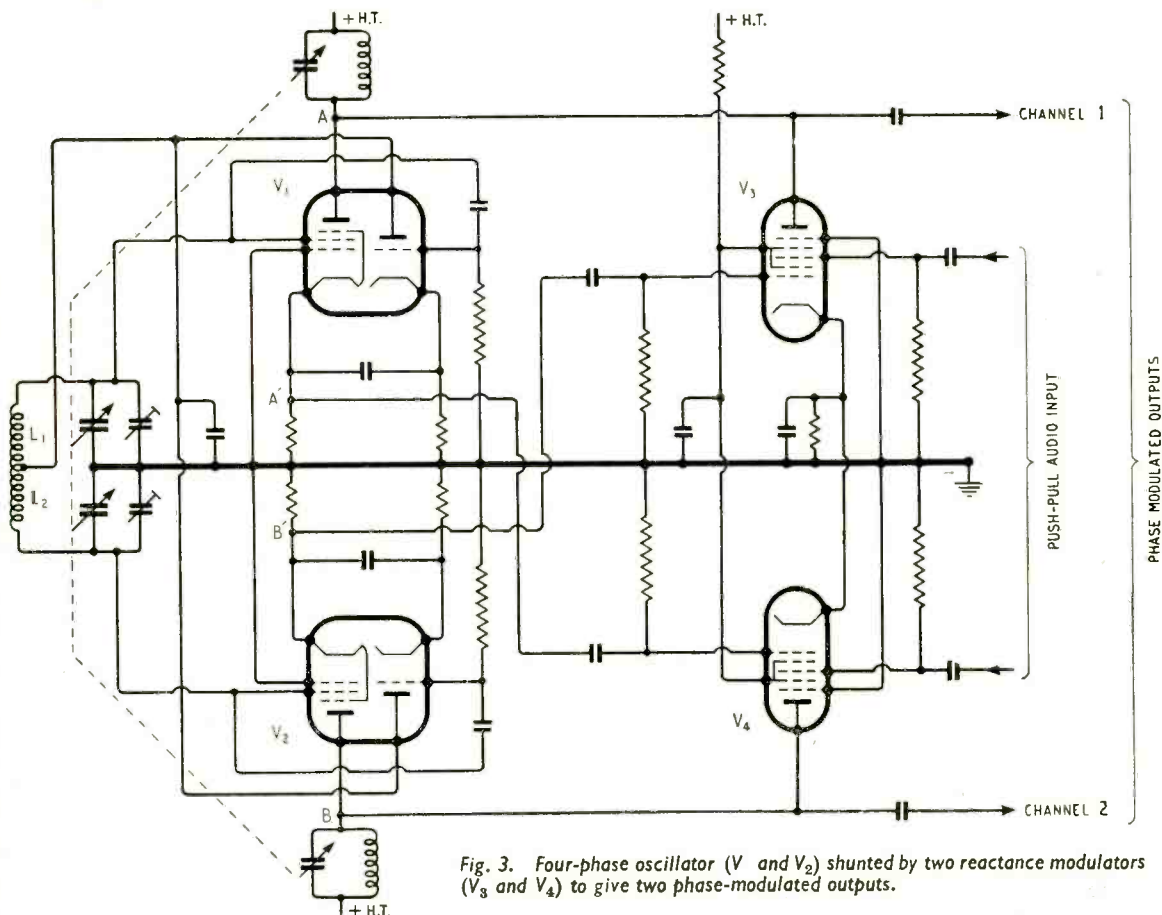 + H.T.
+ H.T.
A
CHANNEL 1
V₁
V₃
A′
L₁
L₂
B′
PUSH-PULL AUDIO INPUT
PHASE MODULATED OUTPUTS
V₂
V₄
B
CHANNEL 2
+ H.T.
Fig. 3. Four-phase oscillator (V and V₂) shunted by two reactance modulators
(V₃ and V₄) to give two phase-modulated outputs.